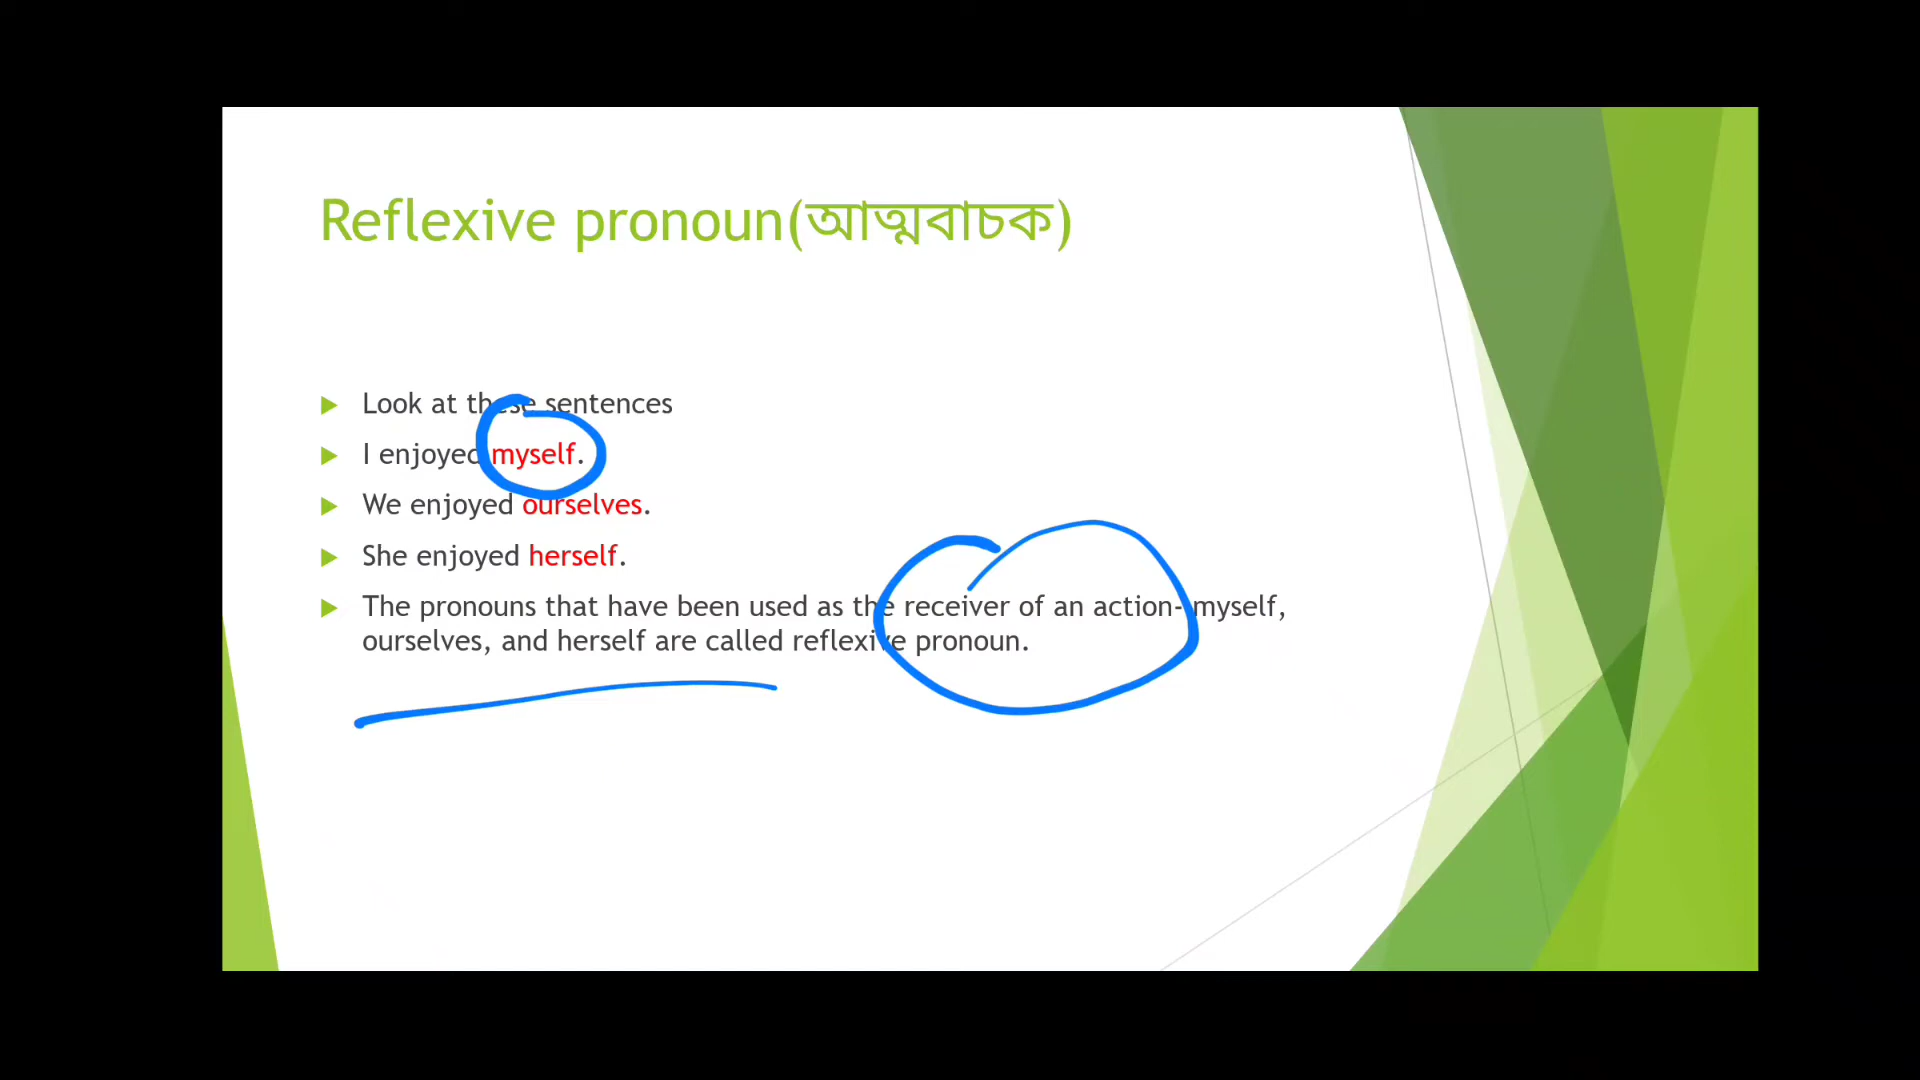 Reflexive pronoun(আত্মবাচক)
Look at these sentences
I enjoyed myself.
We enjoyed ourselves.
She enjoyed herself.
The pronouns that have been used as the receiver of an action- myself,
ourselves, and herself are called reflexive pronoun.